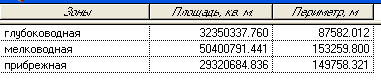 Зоны Площадь, кв. м Периметр, м
глубоководная 32350337.760 87582.012
мелководная 50400791.441 153259.800
прибрежная 29320684.836 149758.321